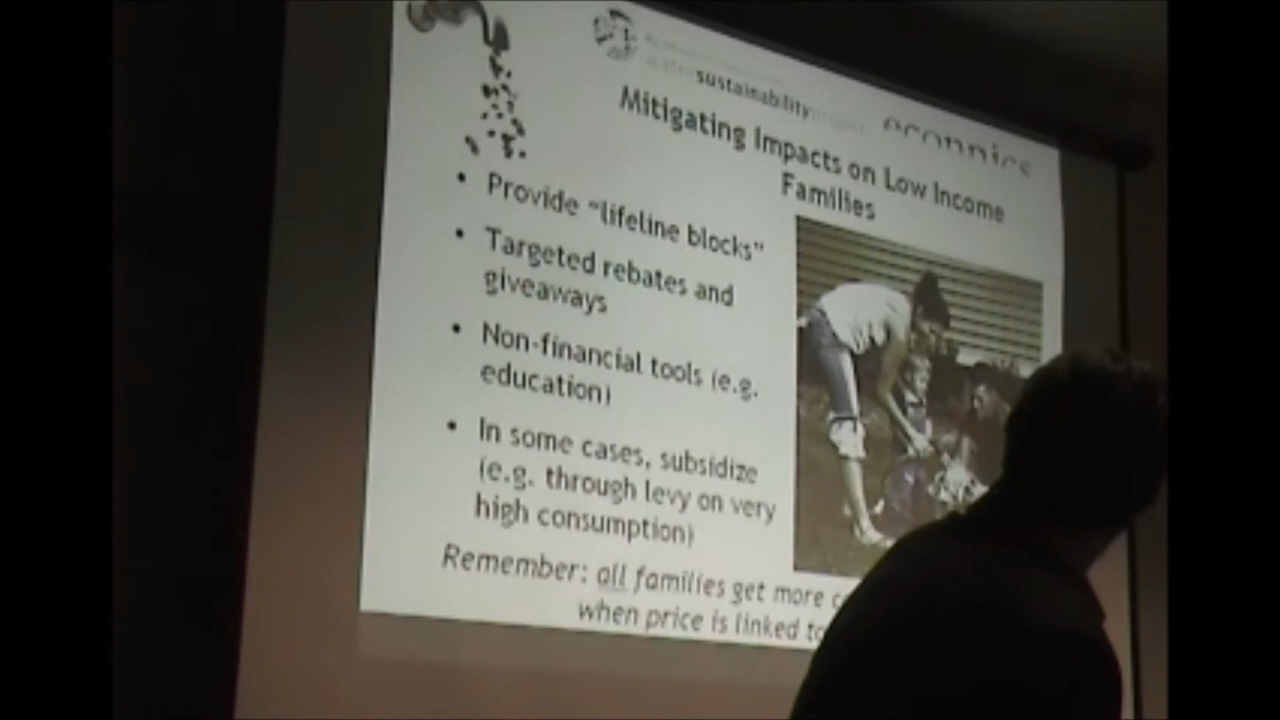 sustainability
econnics
Mitigating Impacts on Low Income
Families
• Provide “lifeline blocks”
• Targeted rebates and
giveaways
• Non-financial tools (e.g.
education)
• In some cases, subsidize
(e.g. through levy on very
high consumption)
Remember: all families get more
when price is linked to